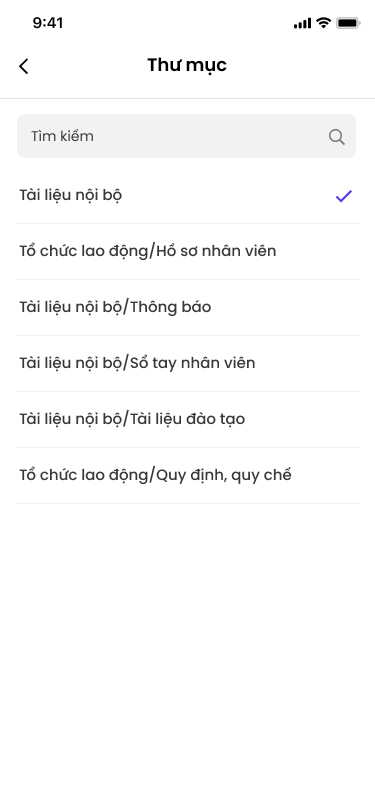 9:41
Thư mục
Tìm kiếm
Tài liệu nội bộ
Tổ chức lao động/Hồ sơ nhân viên
Tài liệu nội bộ/Thông báo
Tài liệu nội bộ/Sổ tay nhân viên
Tài liệu nội bộ/Tài liệu đào tạo
Tổ chức lao động/Quy định, quy chế